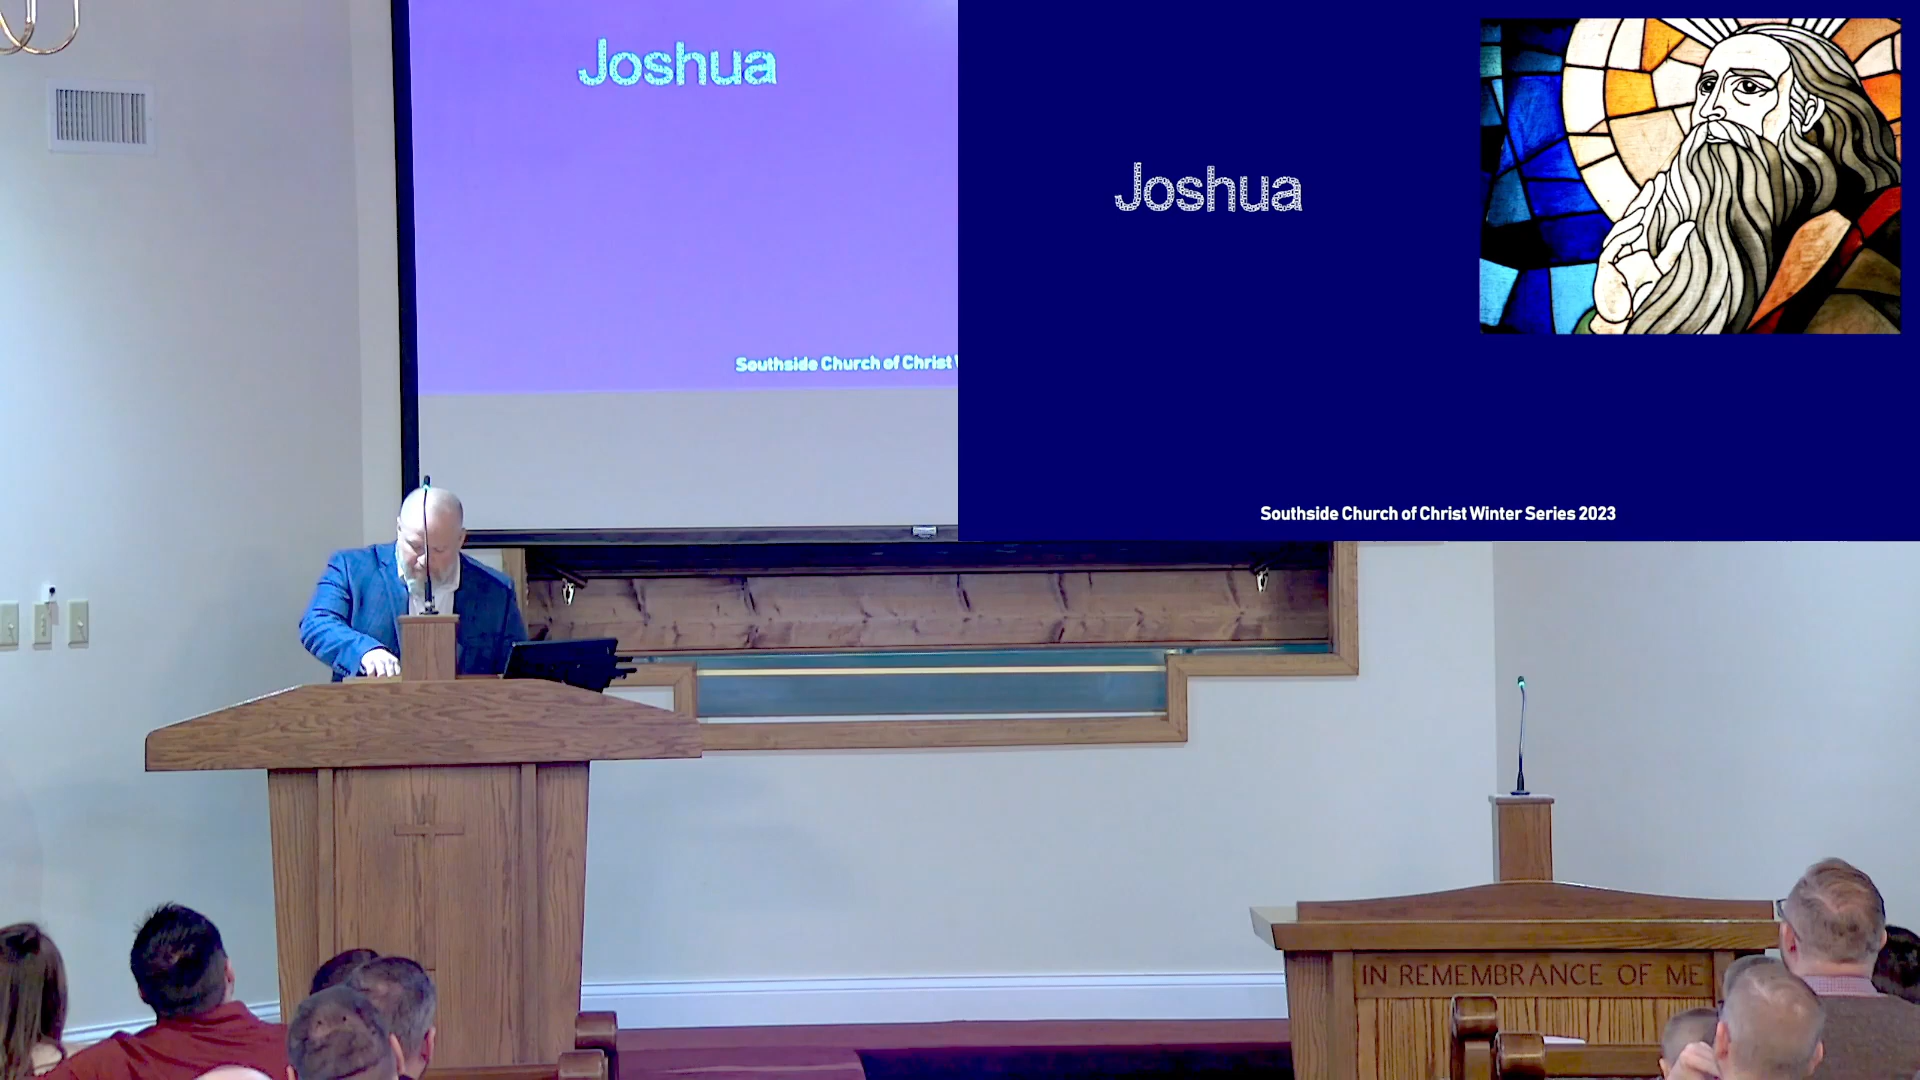 Joshua
Southside Church of Christ
Joshua
Southside Church of Christ Winter Series 2023
IN REMEMBRANCE OF ME